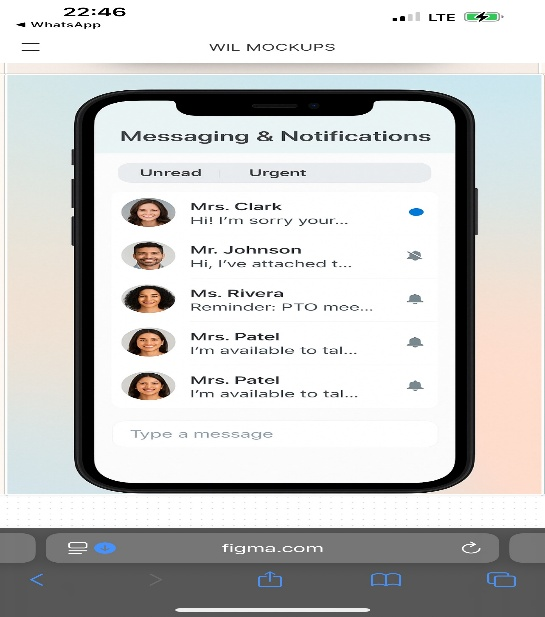 22:46
WhatsApp
LTE
WIL MOCKUPS
Messaging & Notifications
Unread Urgent
Mrs. Clark
Hi! I'm sorry your...
Mr. Johnson
Hi, I've attached t...
Ms. Rivera
Reminder: PTO mee...
Mrs. Patel
I'm available to tal...
Mrs. Patel
I'm available to tal...
Type a message
figma.com